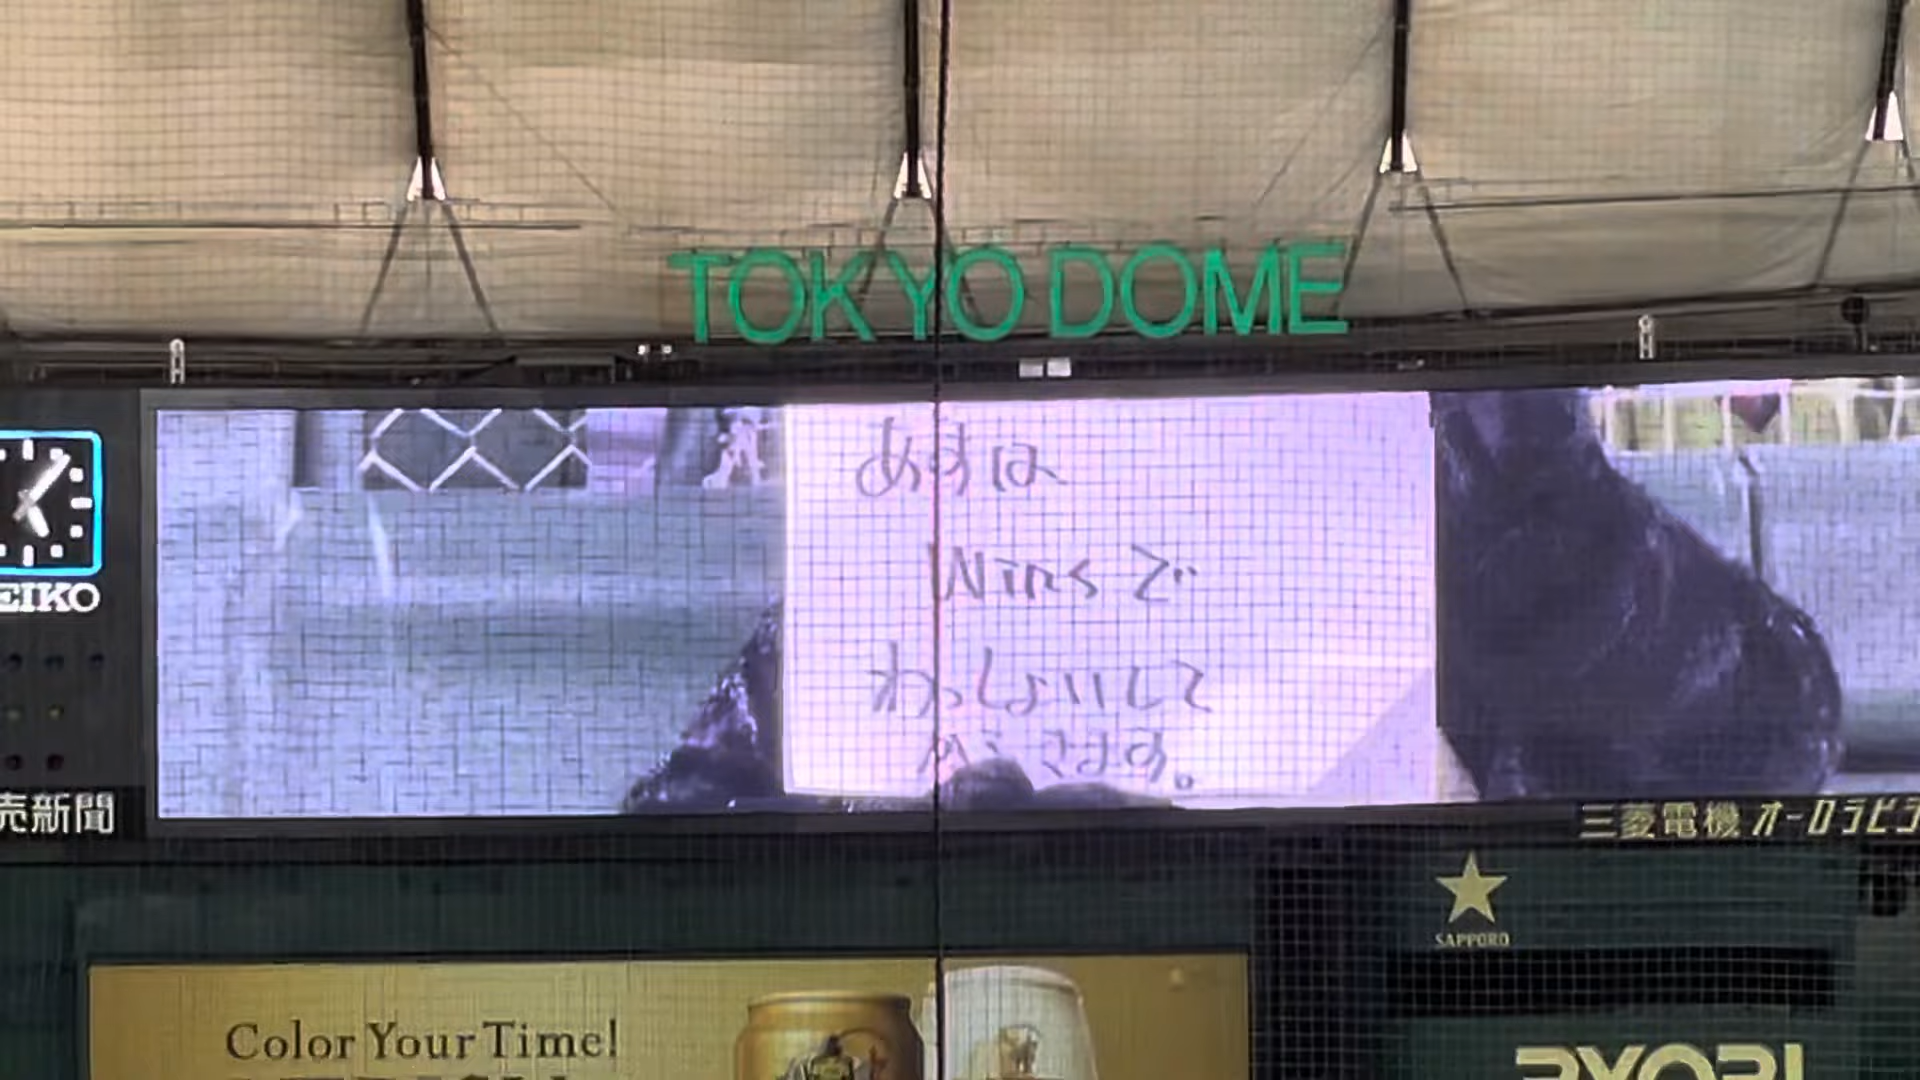 TOKYO DOME
あすは
WINSで
わっしょいして
きます。
EIKO
売新聞
三菱電機 オーロラビジ
SAPPORO
Color Your Time!
RYOBI